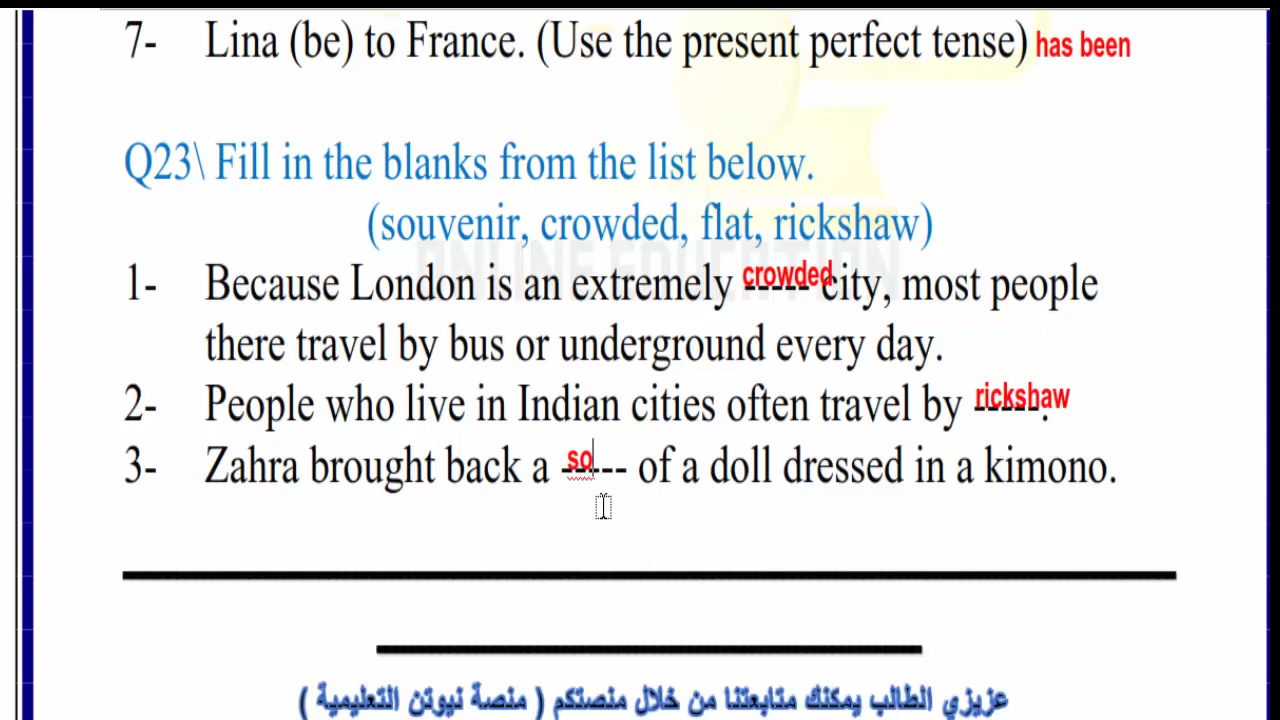 7- Lina (be) to France. (Use the present perfect tense) has been
Q23\ Fill in the blanks from the list below.
(souvenir, crowded, flat, rickshaw)
1- Because London is an extremely ------ crowded city, most people
there travel by bus or underground every day.
2- People who live in Indian cities often travel by ------ rickshaw.
3- Zahra brought back a ------ so of a doll dressed in a kimono.
ONLINE EDUCATION
عزيزي الطالب يمكنك متابعتنا من خلال منصتكم ( منصة نيوتن التعليمية )